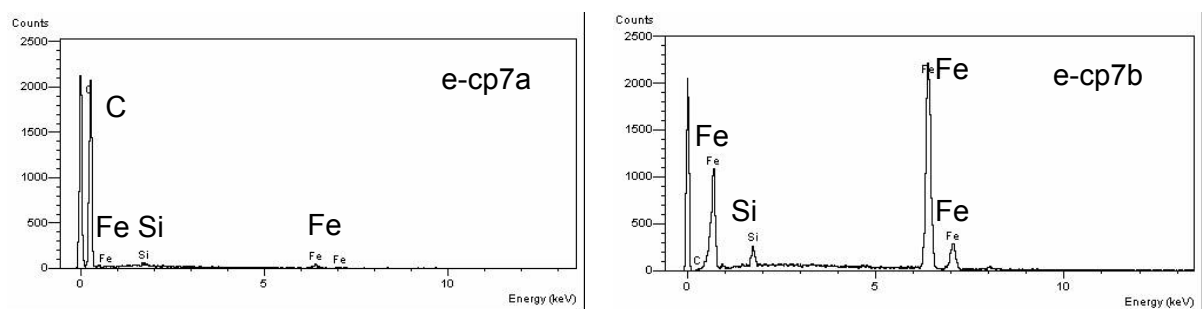 Counts
2500
2000
1500
1000
500
0
e-cp7a
C
C
Fe Si Fe
Fe Si Fe Fe
0 5 10
Energy (keV)
Counts
2500
2000
1500
1000
500
0
e-cp7b
Fe
Fe
Fe
Fe
Si
Si
Fe
Fe
C
0 5 10
Energy (keV)